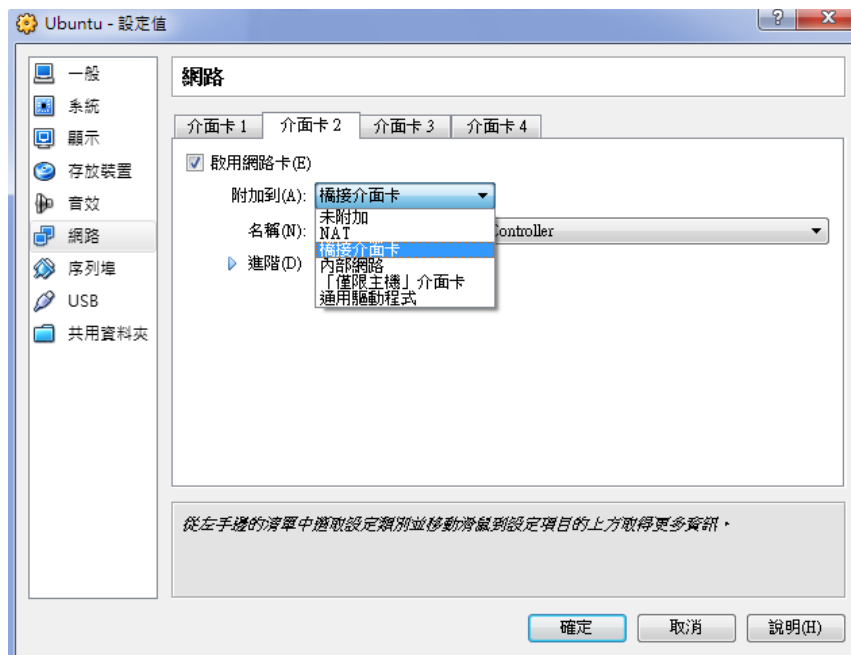 Ubuntu - 設定值
一般
系統
顯示
存放裝置
音效
網路
序列埠
USB
共用資料夾
網路
介面卡 1 介面卡 2 介面卡 3 介面卡 4
啟用網路卡(E)
附加到(A): 橋接介面卡
未附加
名稱(N): NAT Controller
橋接介面卡
進階(D) 內部網路
「僅限主機」介面卡
通用驅動程式
從左手邊的清單中選取設定類別並移動滑鼠到設定項目的上方取得更多資訊。
確定 取消 說明(H)